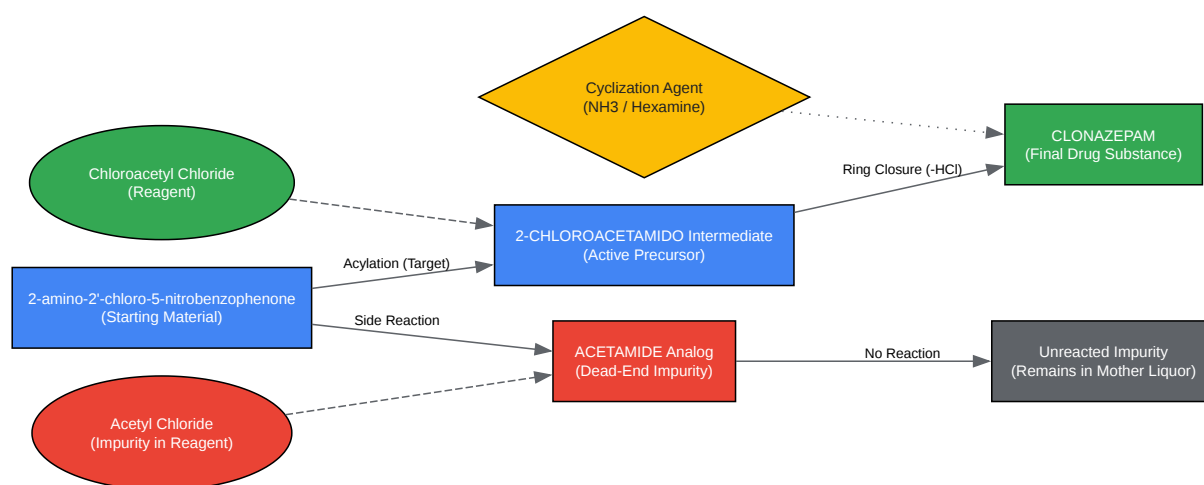 Cyclization Agent
(NH3 / Hexamine)
CLONAZEPAM
(Final Drug Substance)
Chloroacetyl Chloride
(Reagent)
Ring Closure (-HCl)
2-CHLOROACETAMIDO Intermediate
(Active Precursor)
Acylation (Target)
2-amino-2'-chloro-5-nitrobenzophenone
(Starting Material)
Side Reaction
ACETAMIDE Analog
(Dead-End Impurity)
No Reaction
Unreacted Impurity
(Remains in Mother Liquor)
Acetyl Chloride
(Impurity in Reagent)